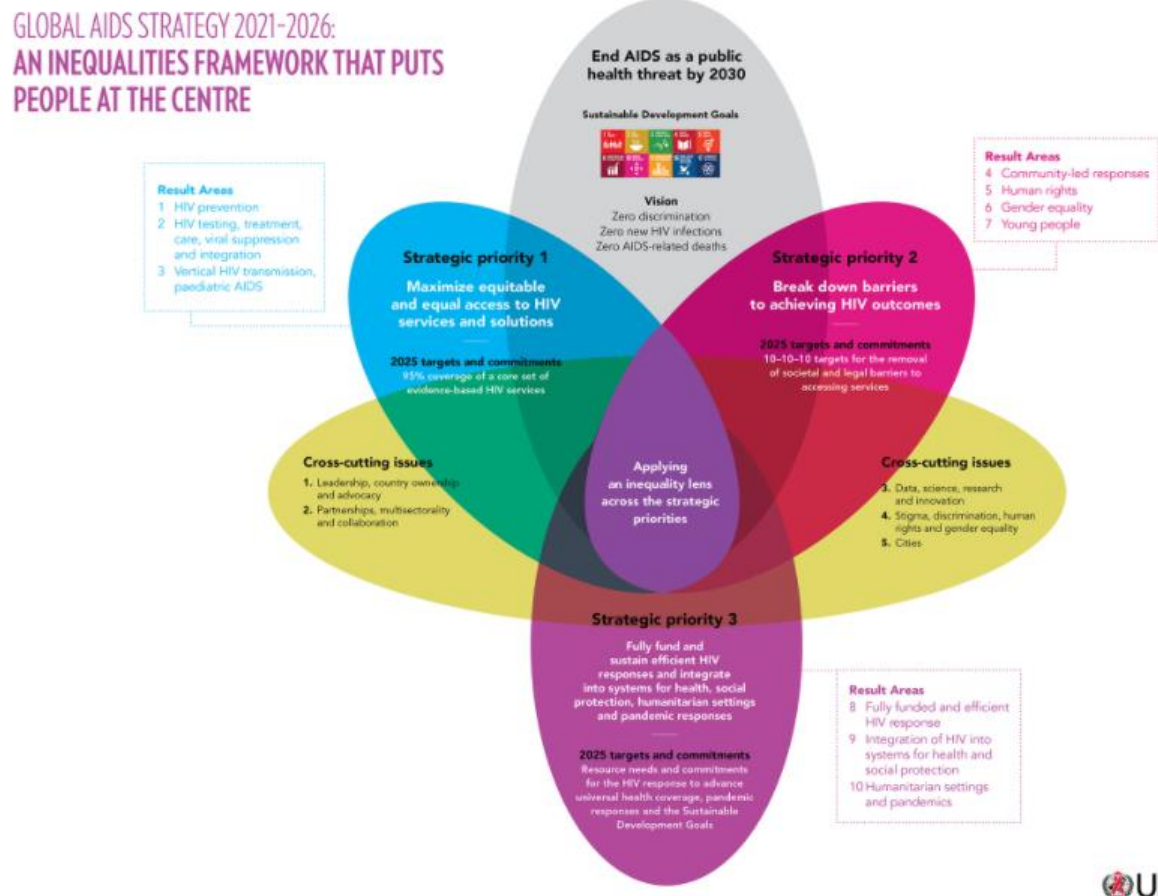 GLOBAL AIDS STRATEGY 2021-2026:
AN INEQUALITIES FRAMEWORK THAT PUTS
PEOPLE AT THE CENTRE
End AIDS as a public
health threat by 2030
Sustainable Development Goals
Vision
Zero discrimination
Zero new HIV infections
Zero AIDS-related deaths
Result Areas
1 HIV prevention
2 HIV testing, treatment,
care, viral suppression
and integration
3 Vertical HIV transmission,
paediatric AIDS
Result Areas
4 Community-led responses
5 Human rights
6 Gender equality
7 Young people
Strategic priority 1
Maximize equitable
and equal access to HIV
services and solutions
2025 targets and commitments
95% coverage of a core set of
evidence-based HIV services
Strategic priority 2
Break down barriers
to achieving HIV outcomes
2025 targets and commitments
10–10–10 targets for the removal
of societal and legal barriers to
accessing services
Cross-cutting issues
1. Leadership, country ownership
and advocacy
2. Partnerships, multisectorality
and collaboration
Applying
an inequality lens
across the strategic
priorities
Cross-cutting issues
3. Data, science, research
and innovation
4. Stigma, discrimination, human
rights and gender equality
5. Cities
Strategic priority 3
Fully fund and
sustain efficient HIV
responses and integrate
into systems for health, social
protection, humanitarian settings
and pandemic responses
2025 targets and commitments
Resource needs and commitments
for the HIV response to advance
universal health coverage, pandemic
responses and the Sustainable
Development Goals
Result Areas
8 Fully funded and efficient
HIV response
9 Integration of HIV into
systems for health and
social protection
10 Humanitarian settings
and pandemics
U